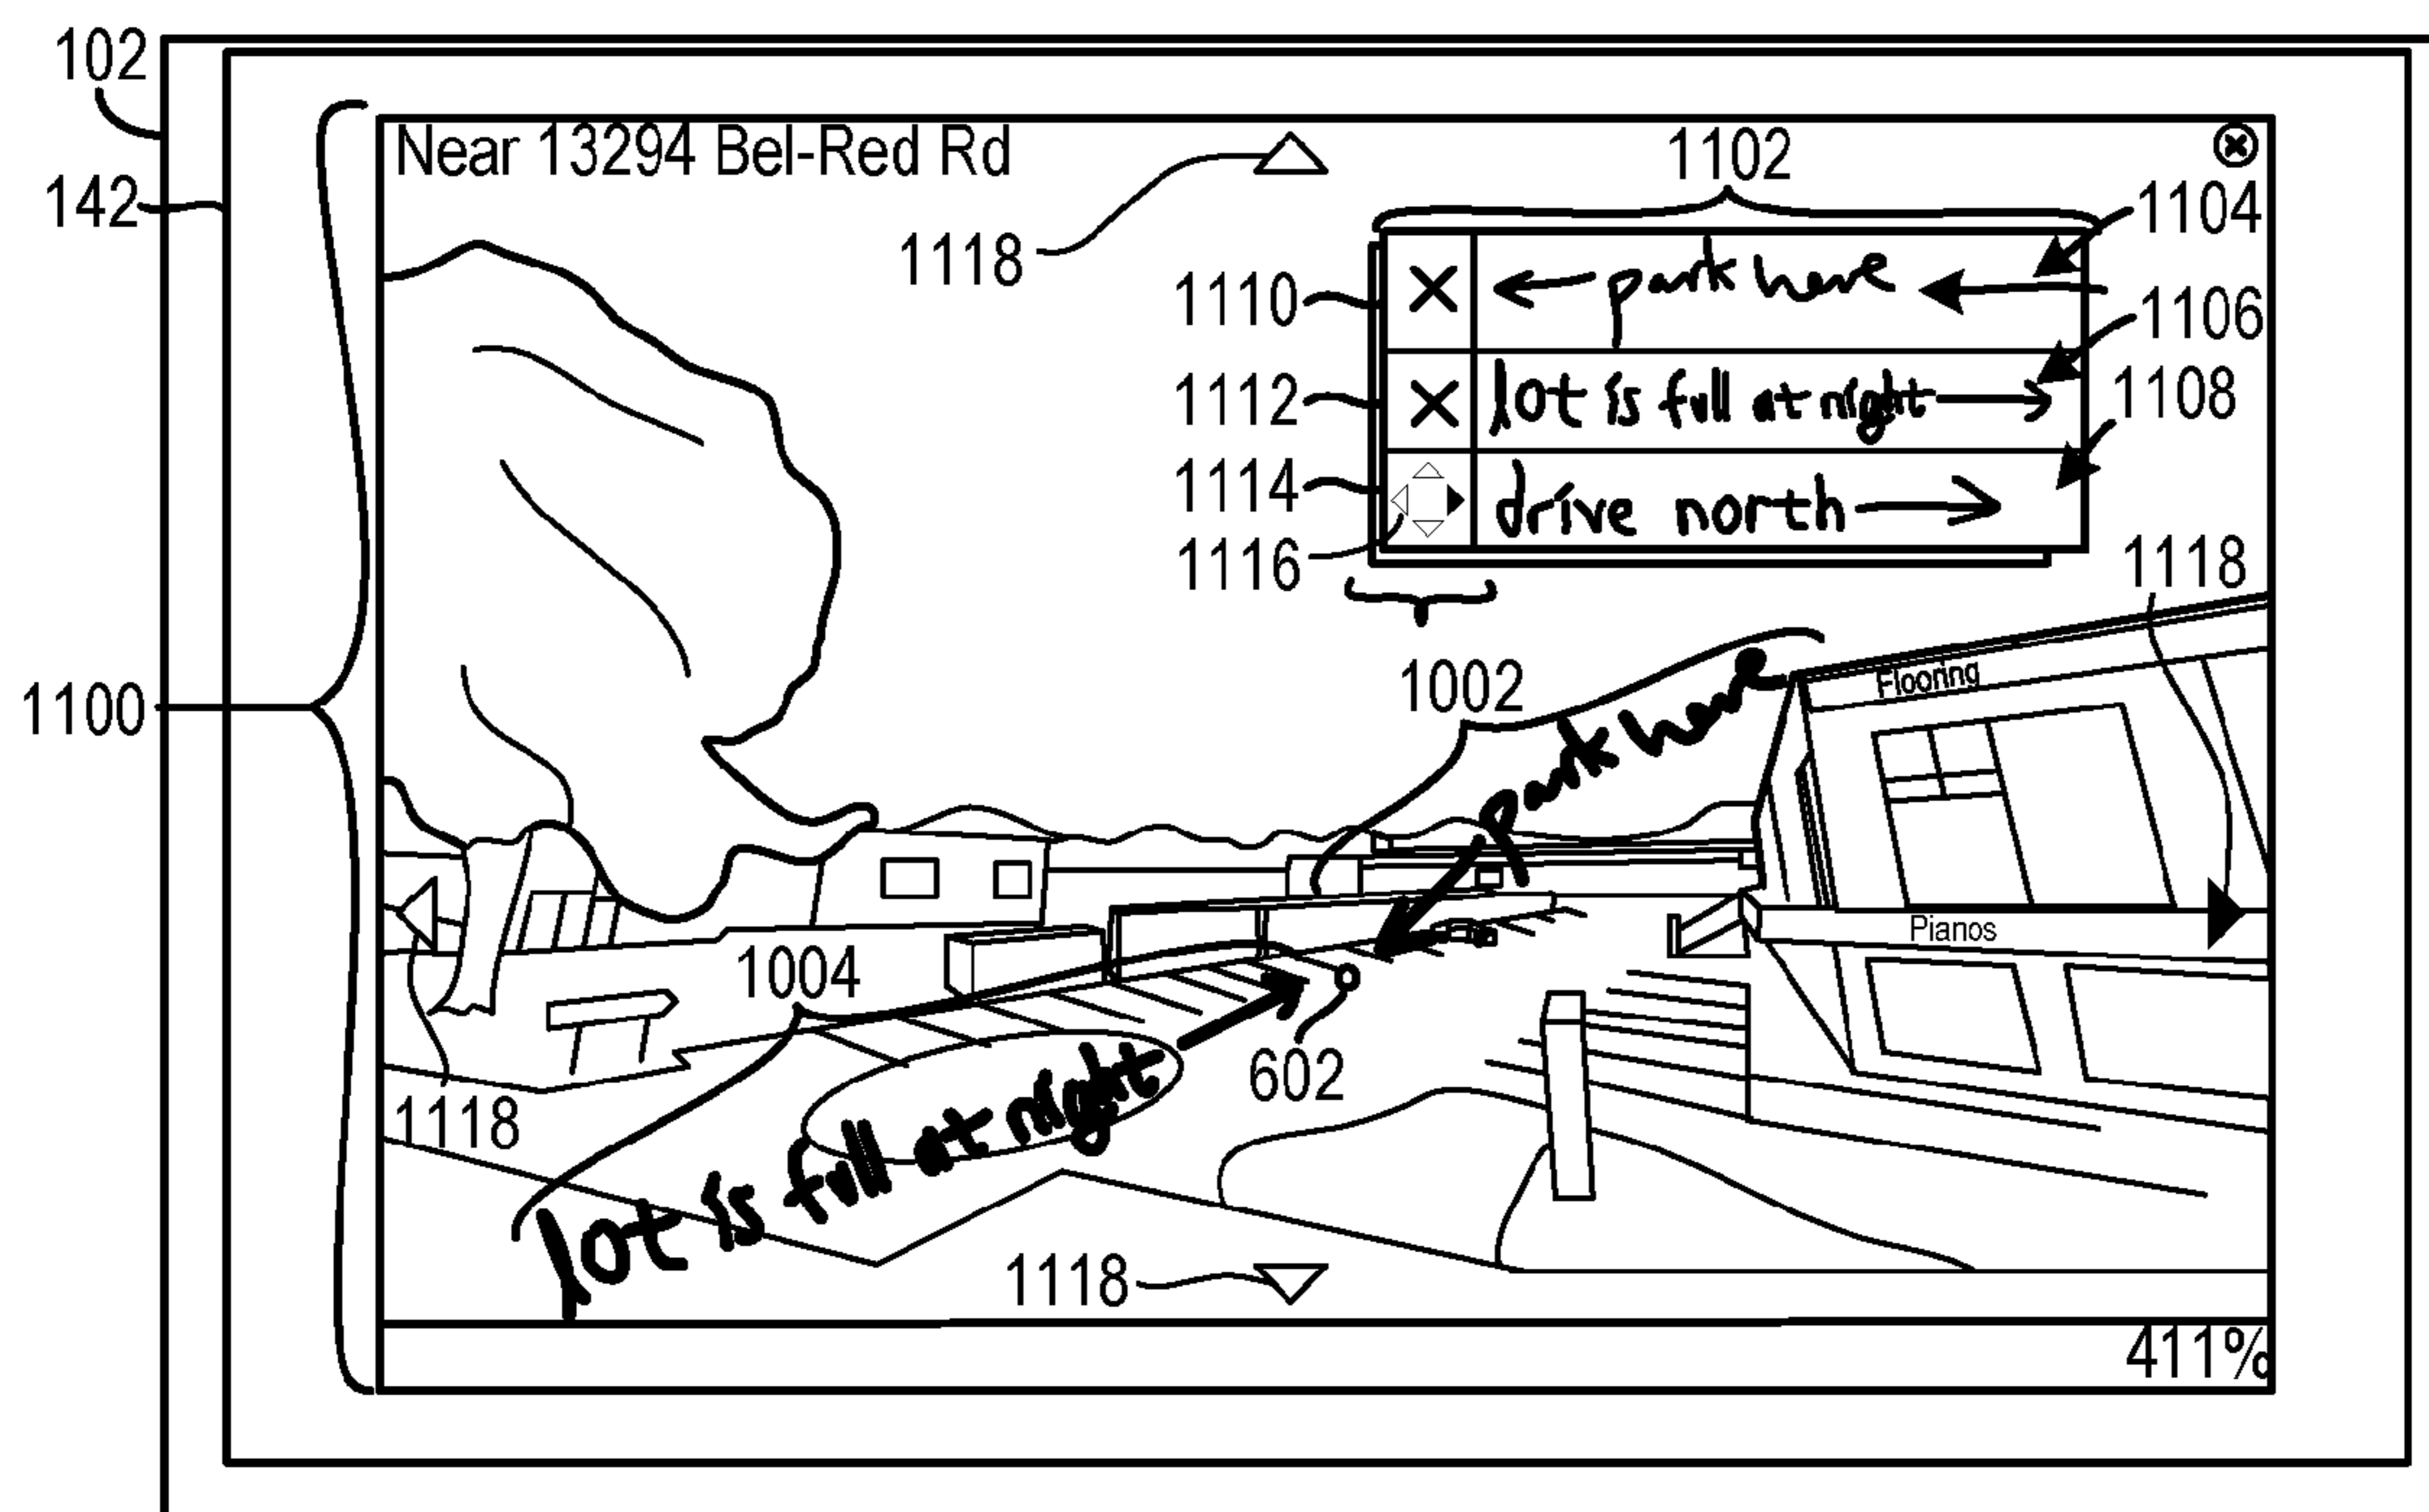 102
142
1100
Near 13294 Bel-Red Rd
1118
1102
1104
1110
← park here ←
1106
1112
lot is full at night →
1108
1114
drive north →
1116
1118
1002
park here
Flooring
Pianos
1004
602
1118
lot is full at night
1118
411%